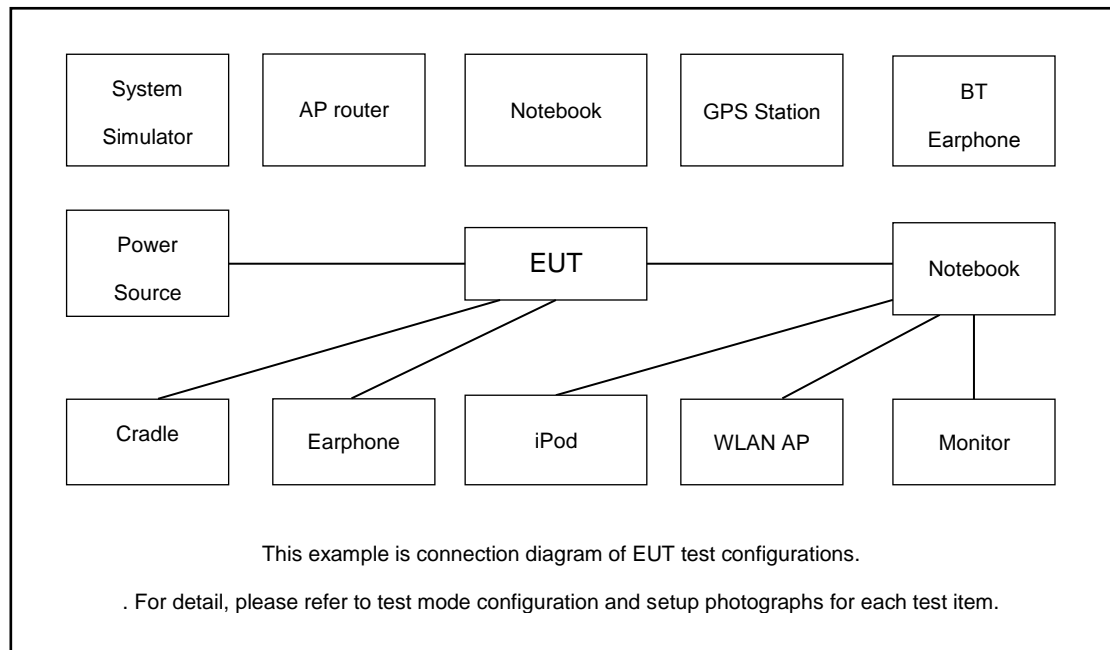 System
Simulator
AP router
Notebook
GPS Station
BT
Earphone
Power
Source
EUT
Notebook
Cradle
Earphone
iPod
WLAN AP
Monitor
This example is connection diagram of EUT test configurations.
. For detail, please refer to test mode configuration and setup photographs for each test item.